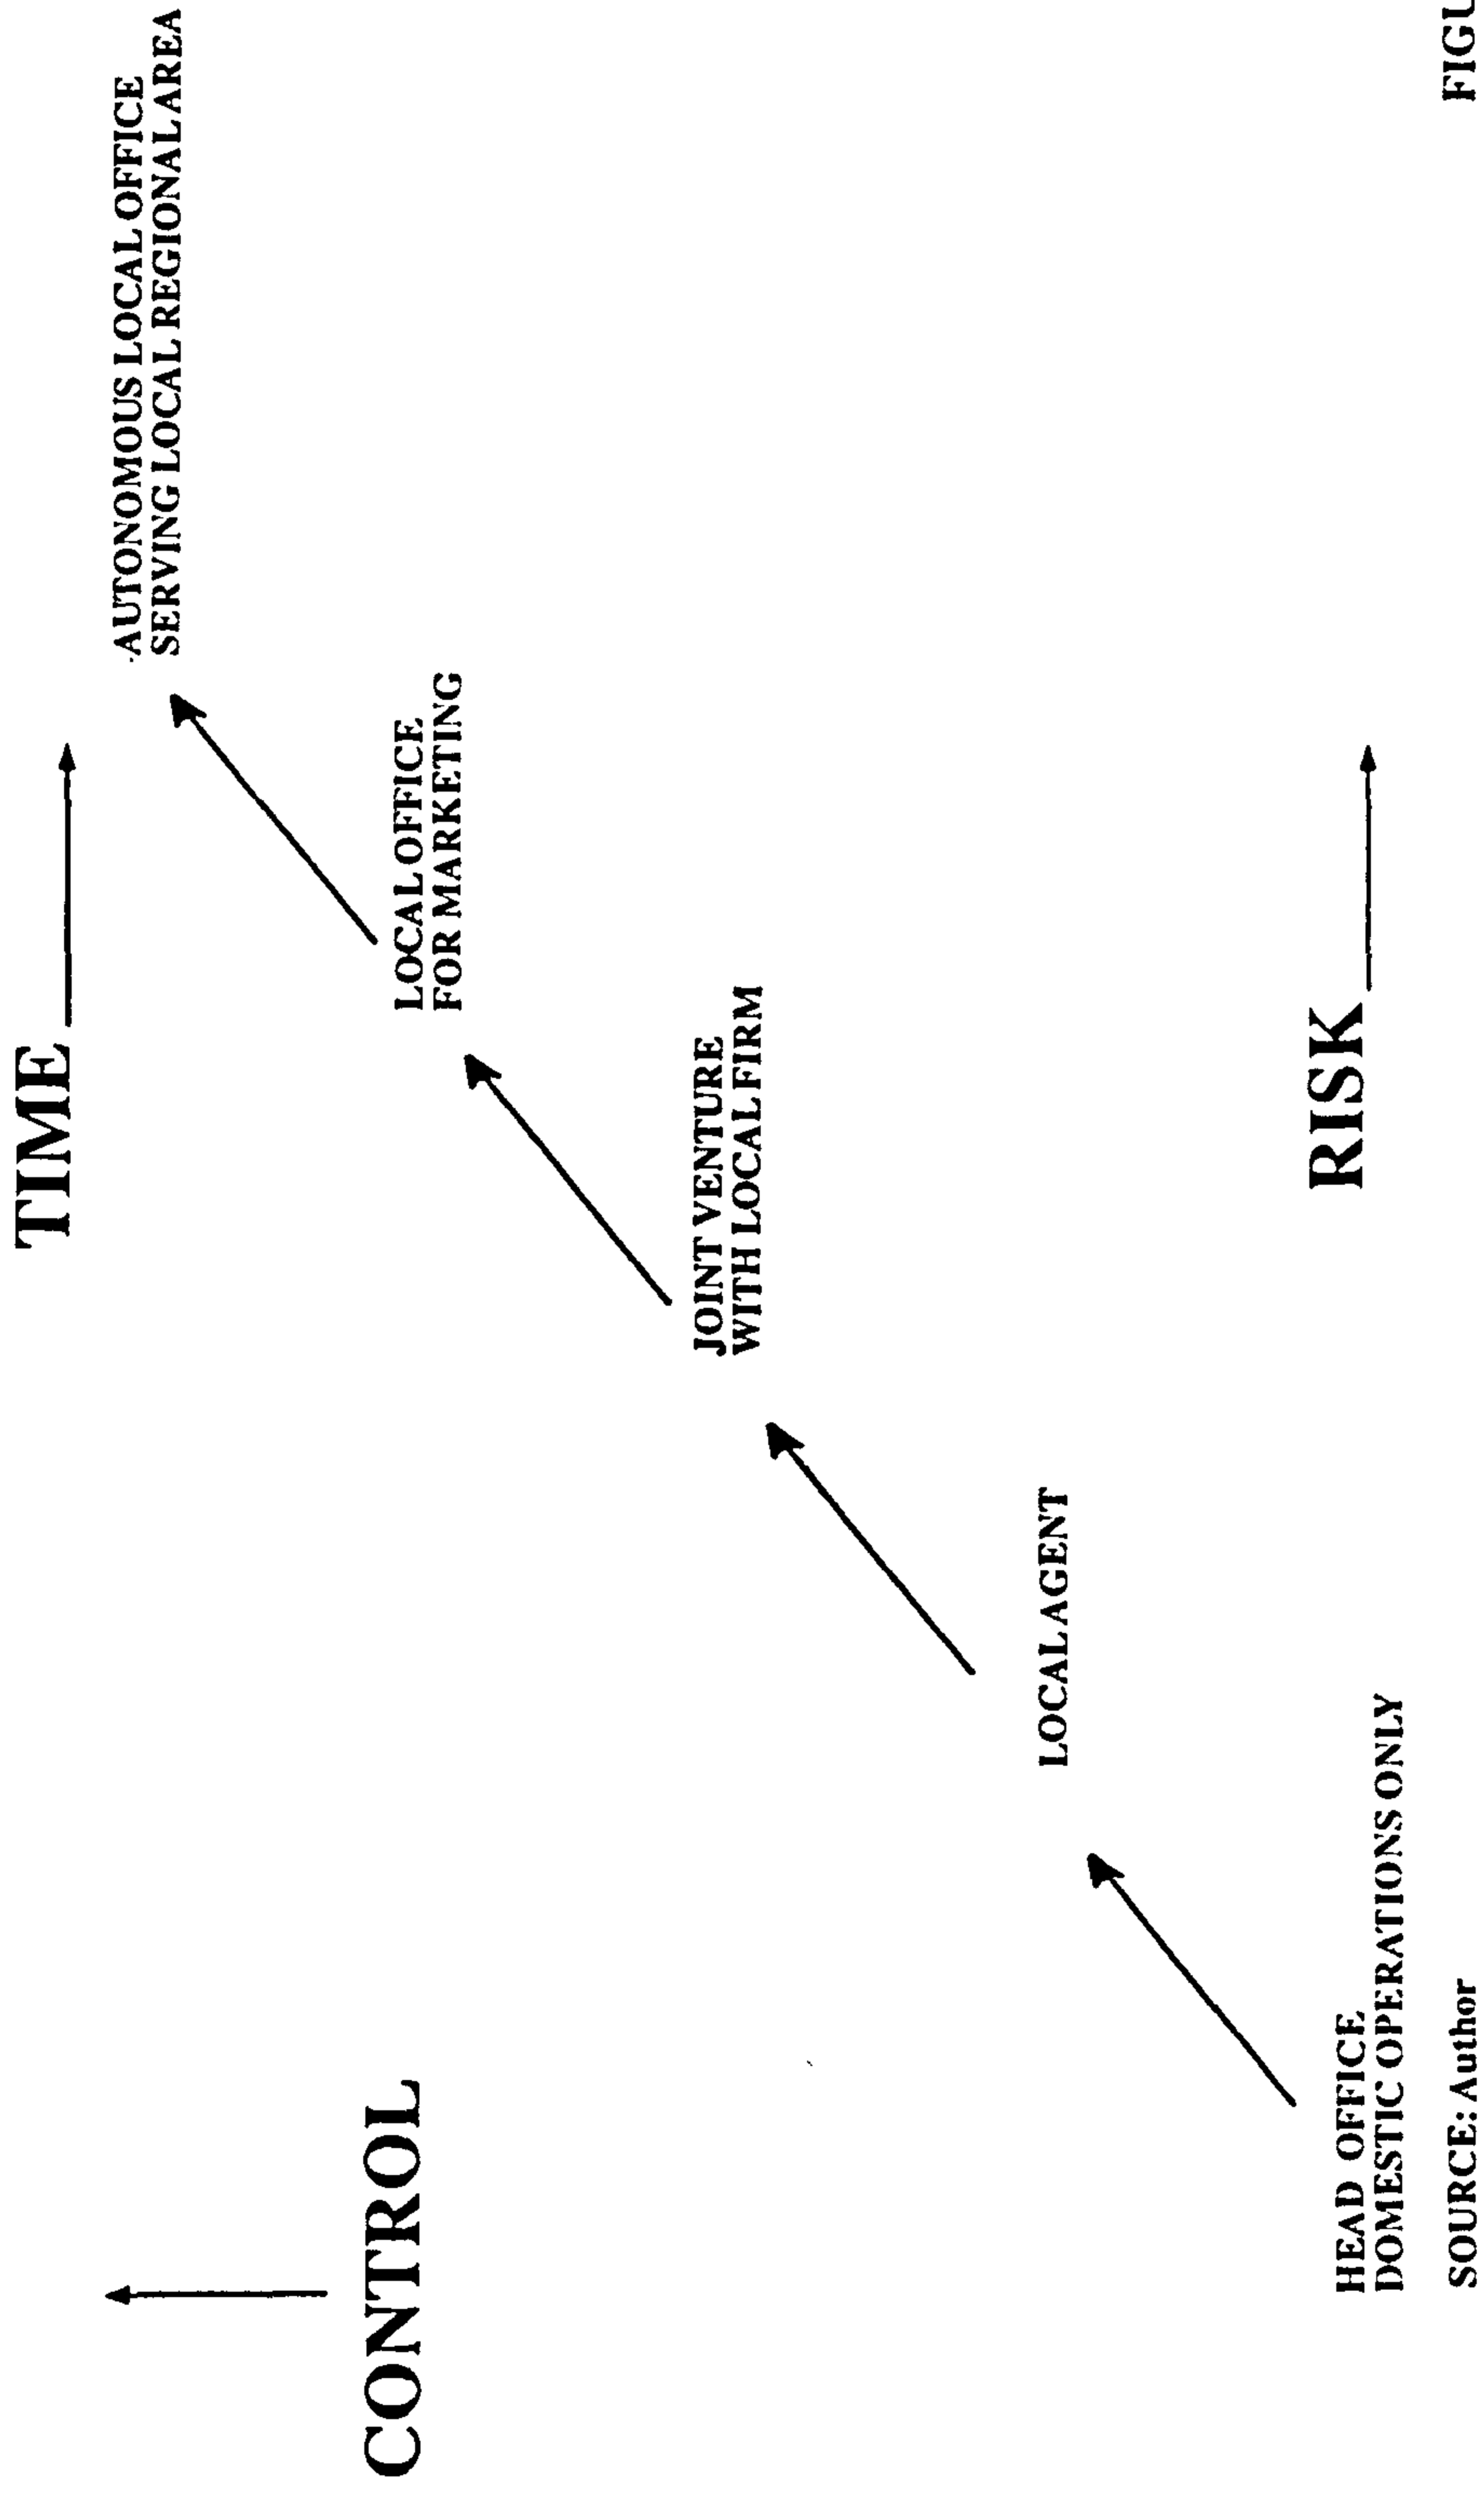 TIME
AUTONOMOUS LOCAL OFFICE
SERVING LOCAL REGIONAL AREA
CONTROL
LOCAL OFFICE
FOR MARKETING
JOINT VENTURE
WITH LOCAL FIRM
LOCAL AGENT
RISK
HEAD OFFICE
DOMESTIC OPERATIONS ONLY
SOURCE: Author
FIGU